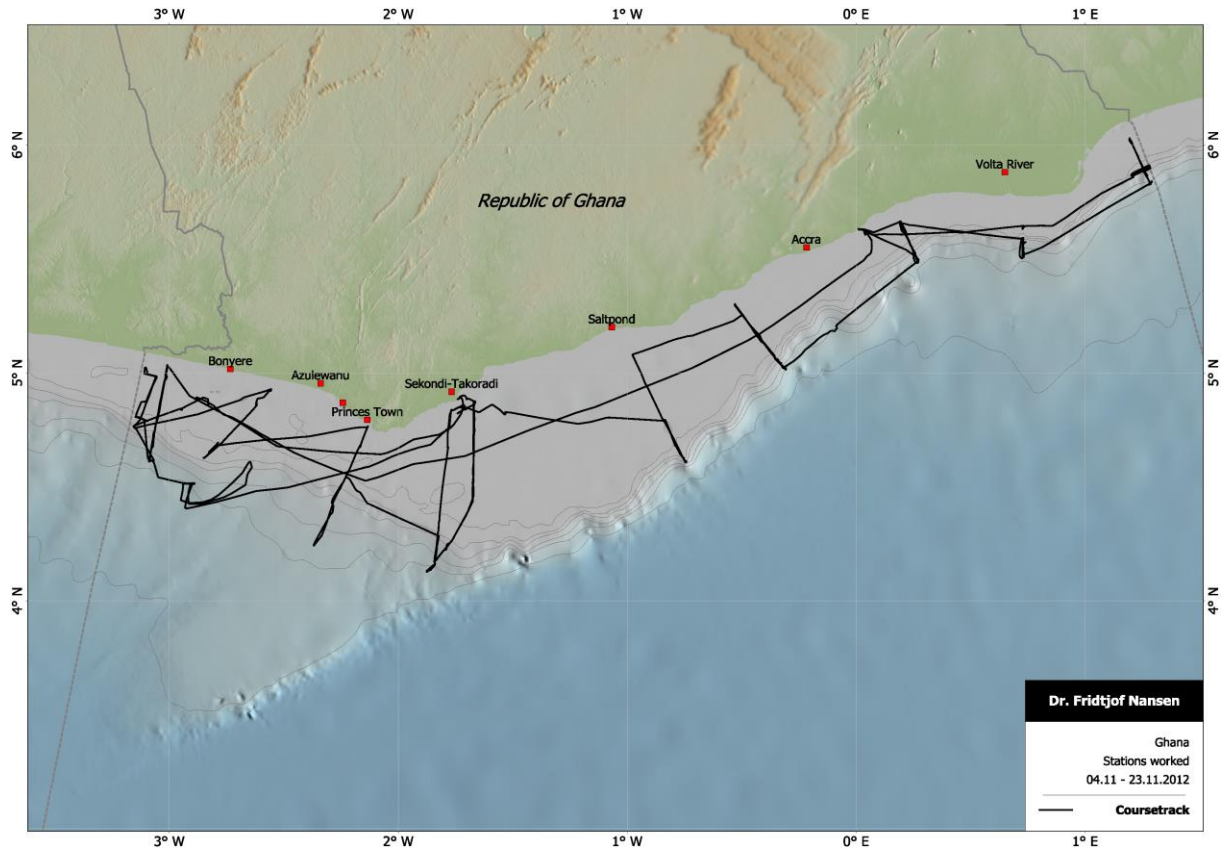 3° W 2° W 1° W 0° E 1° E
6° N 6° N
Volta River
Republic of Ghana
Accra
Saltpond
5° N 5° N
Bonyere
Azulewanu
Sekondi-Takoradi
Princes Town
4° N 4° N
Dr. Fridtjof Nansen
Ghana
Stations worked
04.11 - 23.11.2012
Coursetrack
3° W 2° W 1° W 0° E 1° E